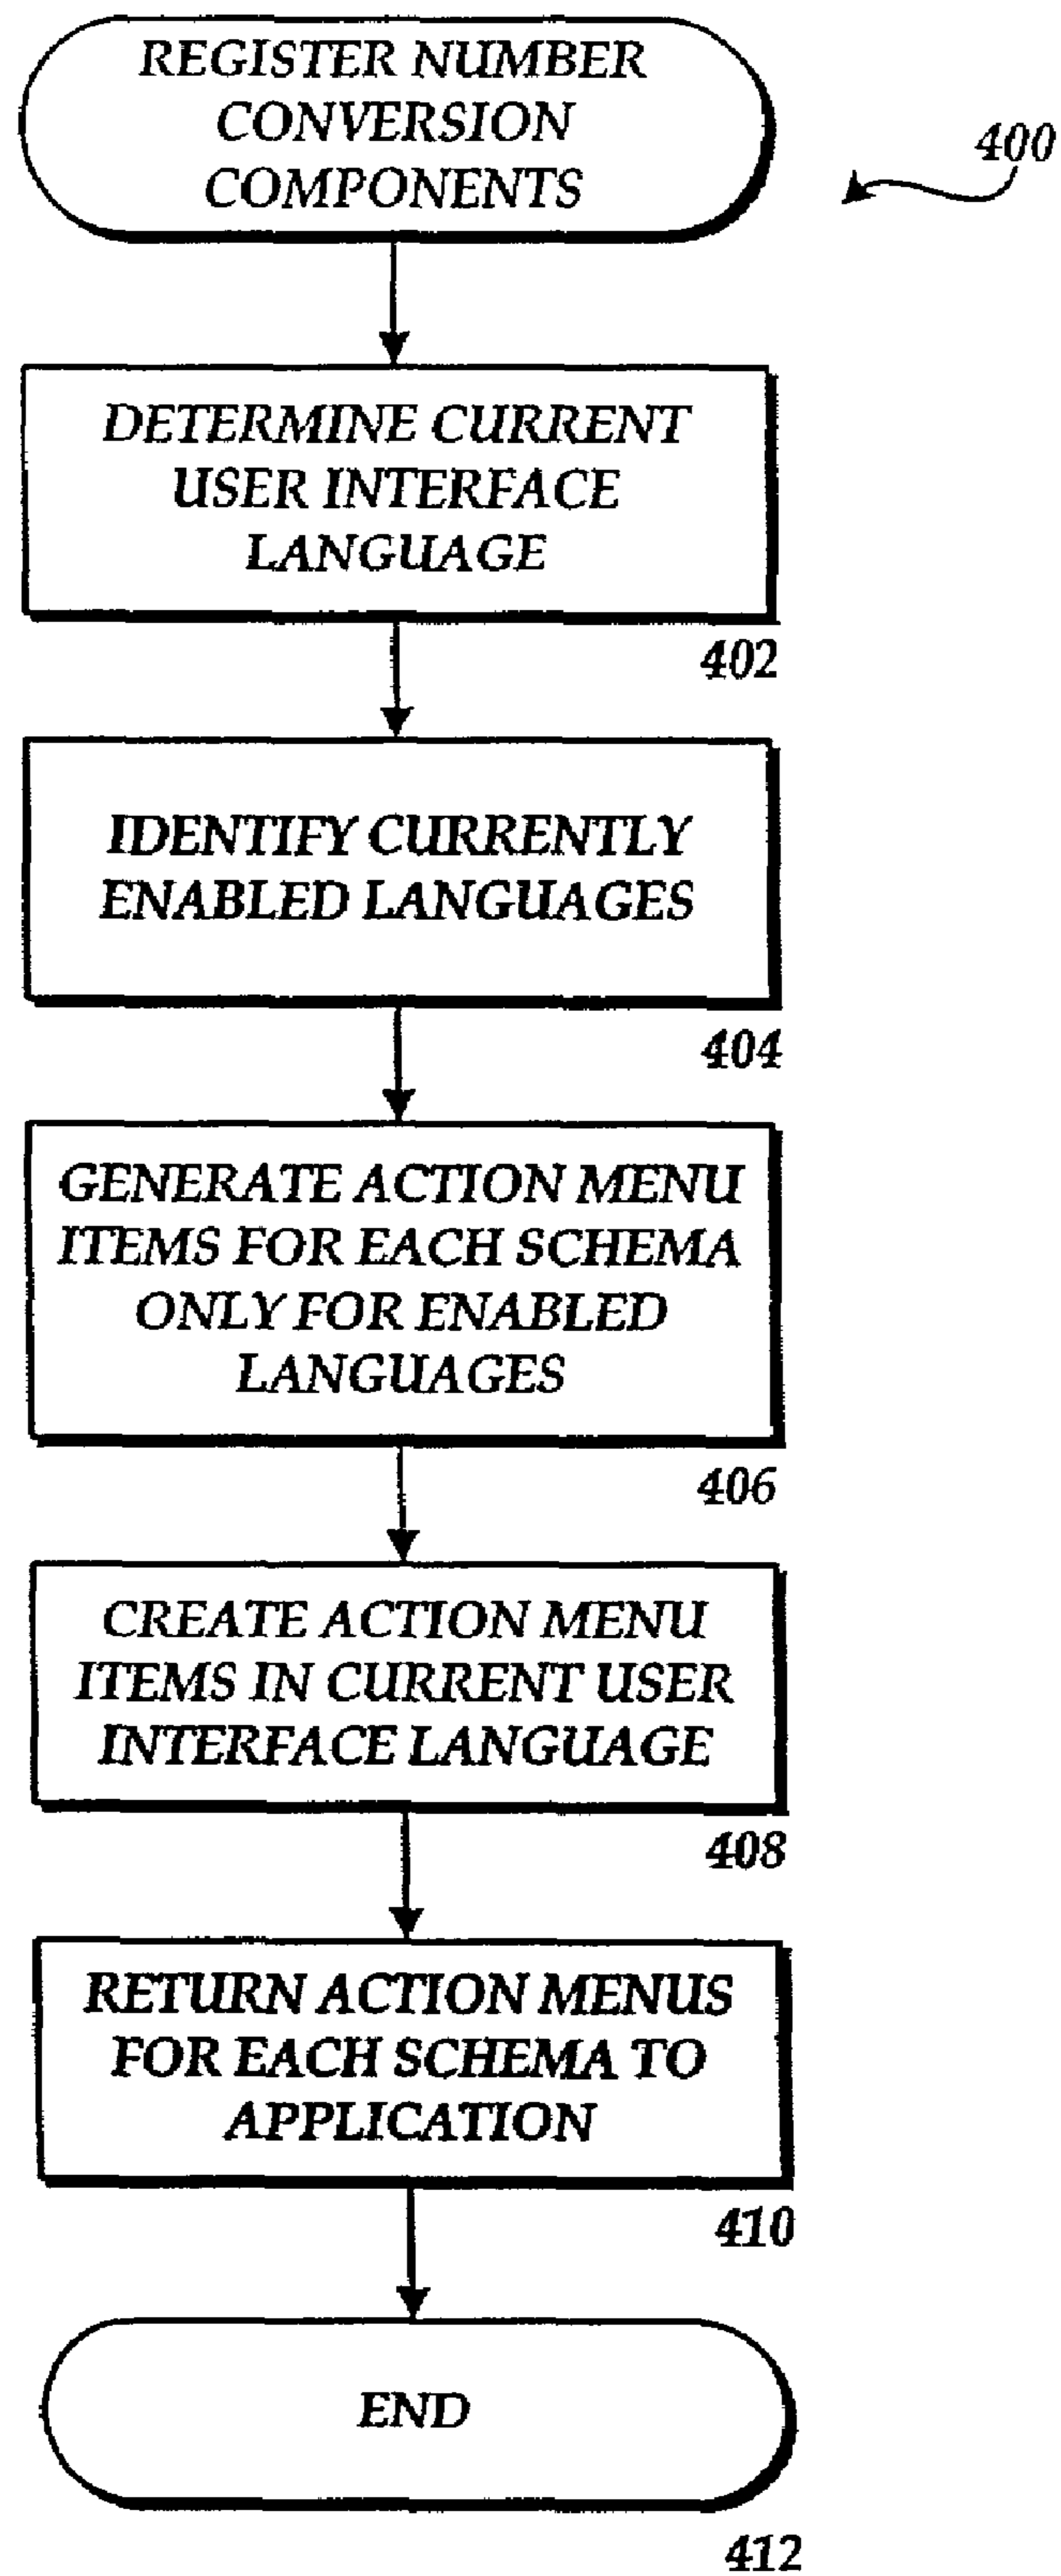 REGISTER NUMBER
CONVERSION
COMPONENTS
400
DETERMINE CURRENT
USER INTERFACE
LANGUAGE
402
IDENTIFY CURRENTLY
ENABLED LANGUAGES
404
GENERATE ACTION MENU
ITEMS FOR EACH SCHEMA
ONLY FOR ENABLED
LANGUAGES
406
CREATE ACTION MENU
ITEMS IN CURRENT USER
INTERFACE LANGUAGE
408
RETURN ACTION MENUS
FOR EACH SCHEMA TO
APPLICATION
410
END
412